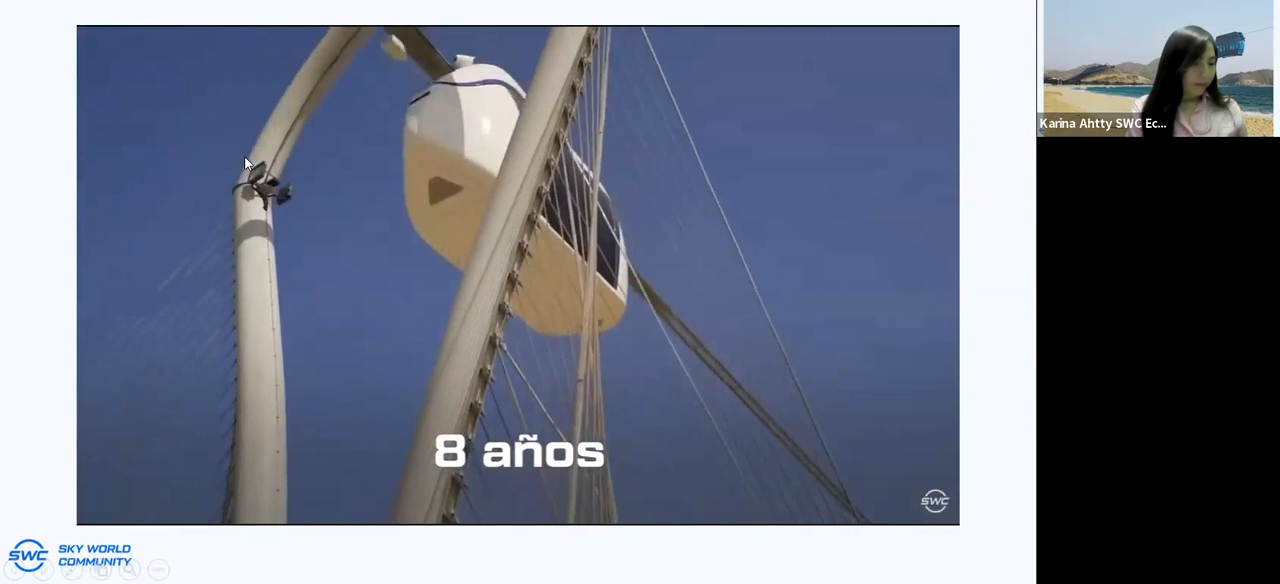 8 años
SWC
SWC SKY WORLD
COMMUNITY
Karina Ahtty SWC Ec...